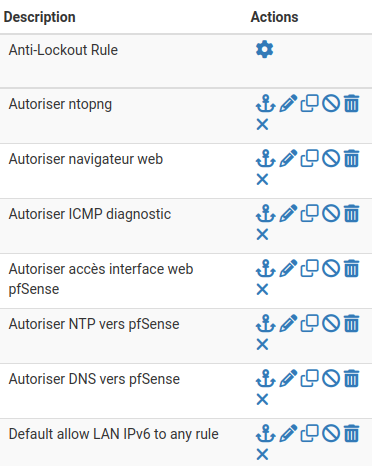 Description Actions
Anti-Lockout Rule
Autoriser ntopng
Autoriser navigateur web
Autoriser ICMP diagnostic
Autoriser accès interface web
pfSense
Autoriser NTP vers pfSense
Autoriser DNS vers pfSense
Default allow LAN IPv6 to any rule